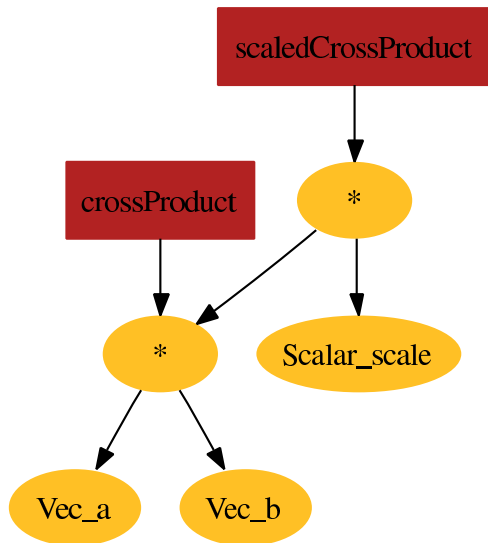 scaledCrossProduct
crossProduct
*
*
Scalar_scale
Vec_a
Vec_b